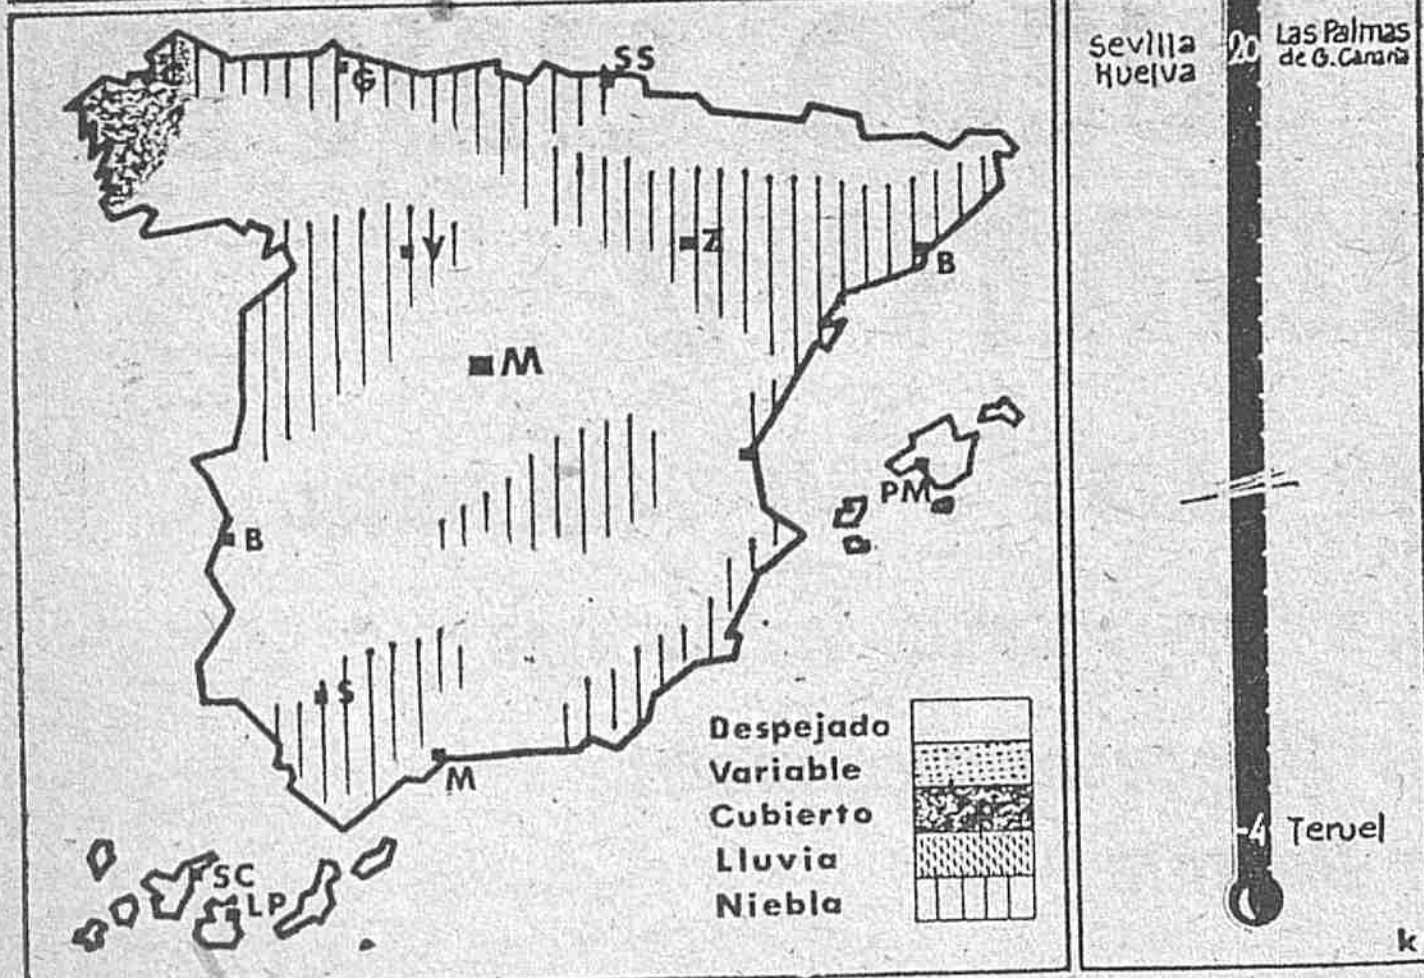 SS
G
V
Z
B
M
PM
B
S
M
SC
LP
Despejado
Variable
Cubierto
Lluvia
Niebla
Sevilla
Huelva
20
Las Palmas
de G. Canaria
-4
Teruel
k